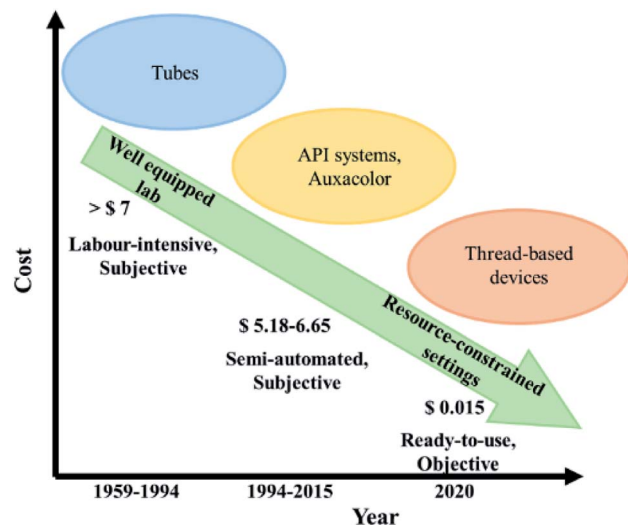 Tubes
API systems,
Auxacolor
Thread-based
devices
Well equipped
lab
Resource-constrained
settings
> $ 7
Labour-intensive,
Subjective
$ 5.18-6.65
Semi-automated,
Subjective
$ 0.015
Ready-to-use,
Objective
Cost
1959-1994
1994-2015
2020
Year